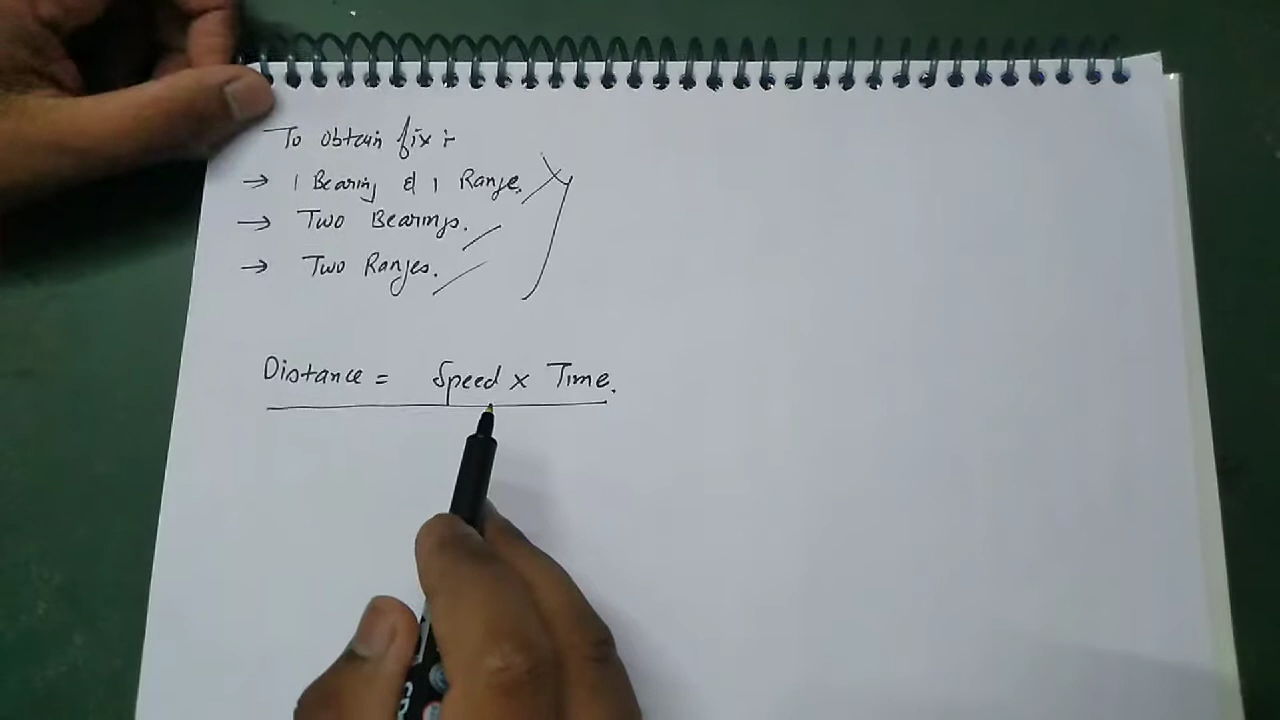 To obtain fix :-
→ 1 Bearing & 1 Range.
→ Two Bearings.
→ Two Ranges.
Distance = Speed x Time.